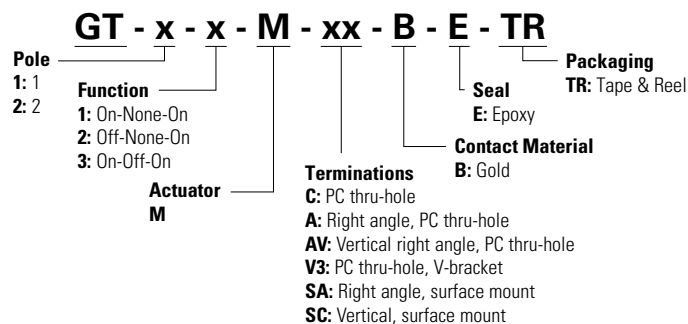 GT - x - x - M - xx - B - E - TR
Pole
1: 1
2: 2
Function
1: On-None-On
2: Off-None-On
3: On-Off-On
Actuator
M
Terminations
C: PC thru-hole
A: Right angle, PC thru-hole
AV: Vertical right angle, PC thru-hole
V3: PC thru-hole, V-bracket
SA: Right angle, surface mount
SC: Vertical, surface mount
Contact Material
B: Gold
Seal
E: Epoxy
Packaging
TR: Tape & Reel